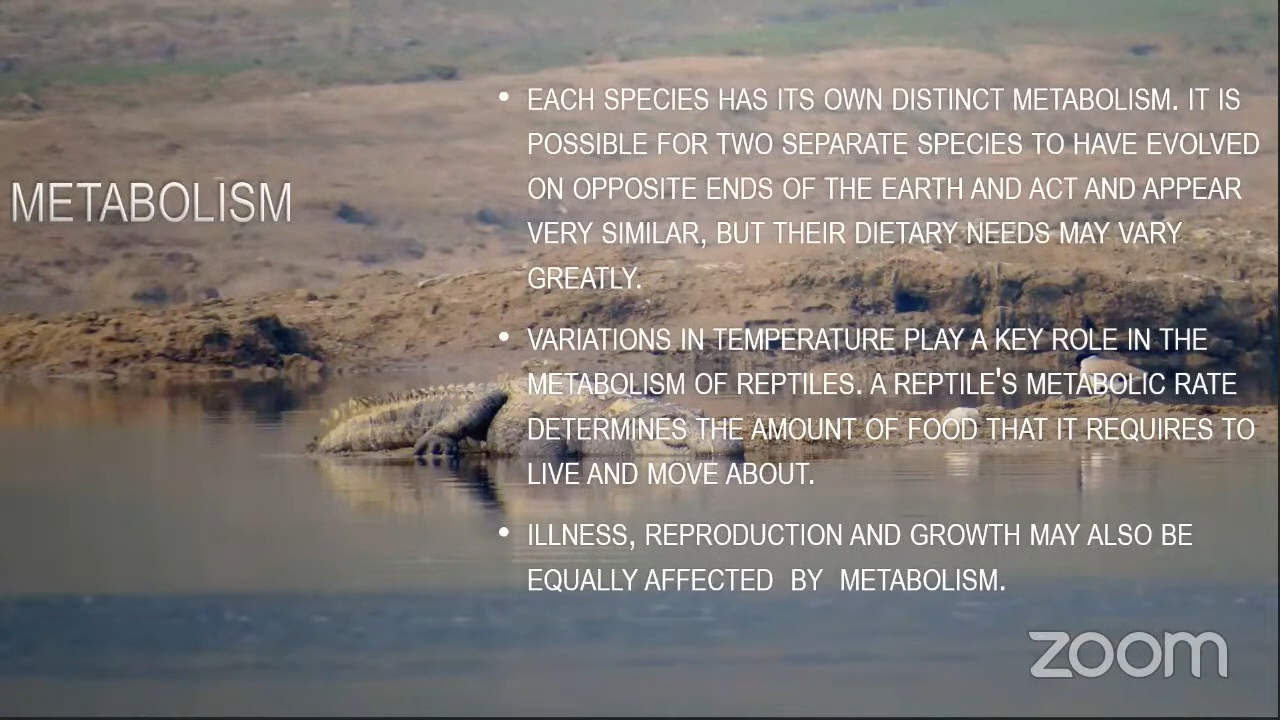 METABOLISM
• EACH SPECIES HAS ITS OWN DISTINCT METABOLISM. IT IS
POSSIBLE FOR TWO SEPARATE SPECIES TO HAVE EVOLVED
ON OPPOSITE ENDS OF THE EARTH AND ACT AND APPEAR
VERY SIMILAR, BUT THEIR DIETARY NEEDS MAY VARY
GREATLY.
• VARIATIONS IN TEMPERATURE PLAY A KEY ROLE IN THE
METABOLISM OF REPTILES. A REPTILE'S METABOLIC RATE
DETERMINES THE AMOUNT OF FOOD THAT IT REQUIRES TO
LIVE AND MOVE ABOUT.
• ILLNESS, REPRODUCTION AND GROWTH MAY ALSO BE
EQUALLY AFFECTED BY METABOLISM.
zoom